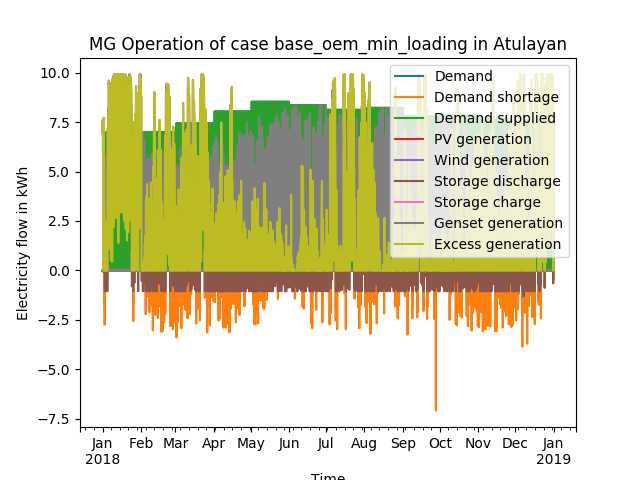 MG Operation of case base_oem_min_loading in Atulayan
Electricity flow in kWh
10.0
7.5
5.0
2.5
0.0
−2.5
−5.0
−7.5
Demand
Demand shortage
Demand supplied
PV generation
Wind generation
Storage discharge
Storage charge
Genset generation
Excess generation
Jan Feb Mar Apr May Jun Jul Aug Sep Oct Nov Dec Jan
2018 2019
Time